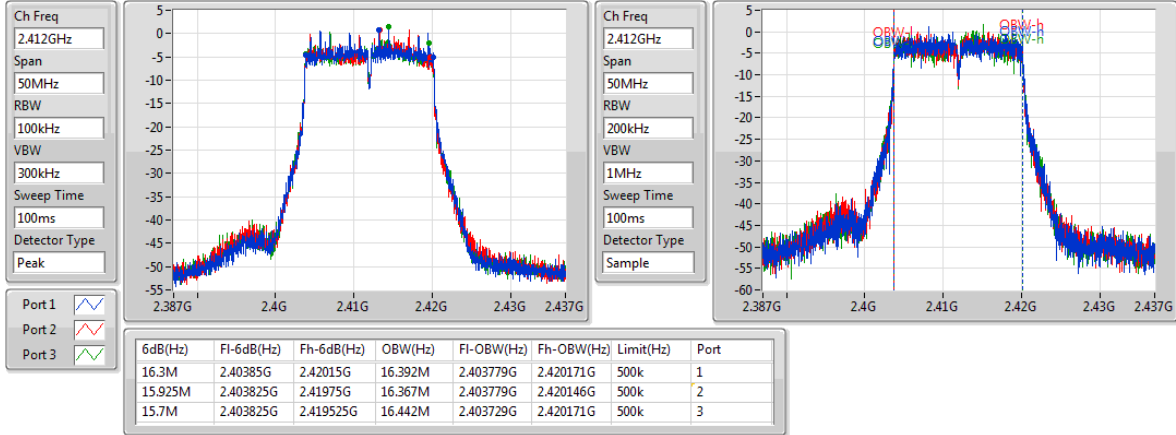 Ch Freq
2.412GHz
Span
50MHz
RBW
100kHz
VBW
300kHz
Sweep Time
100ms
Detector Type
Peak
Port 1
Port 2
Port 3
5
0
-5
-10
-15
-20
-25
-30
-35
-40
-45
-50
-55
2.387G 2.4G 2.41G 2.42G 2.43G 2.437G
Ch Freq
2.412GHz
Span
50MHz
RBW
200kHz
VBW
1MHz
Sweep Time
100ms
Detector Type
Sample
5
0
-5
-10
-15
-20
-25
-30
-35
-40
-45
-50
-55
-60
OBW-h
OBW-h
OBW-h
2.387G 2.4G 2.41G 2.42G 2.43G 2.437G
6dB(Hz) Fl-6dB(Hz) Fh-6dB(Hz) OBW(Hz) Fl-OBW(Hz) Fh-OBW(Hz) Limit(Hz) Port
16.3M 2.40385G 2.42015G 16.392M 2.403779G 2.420171G 500k 1
15.925M 2.403825G 2.41975G 16.367M 2.403779G 2.420146G 500k 2
15.7M 2.403825G 2.419525G 16.442M 2.403729G 2.420171G 500k 3